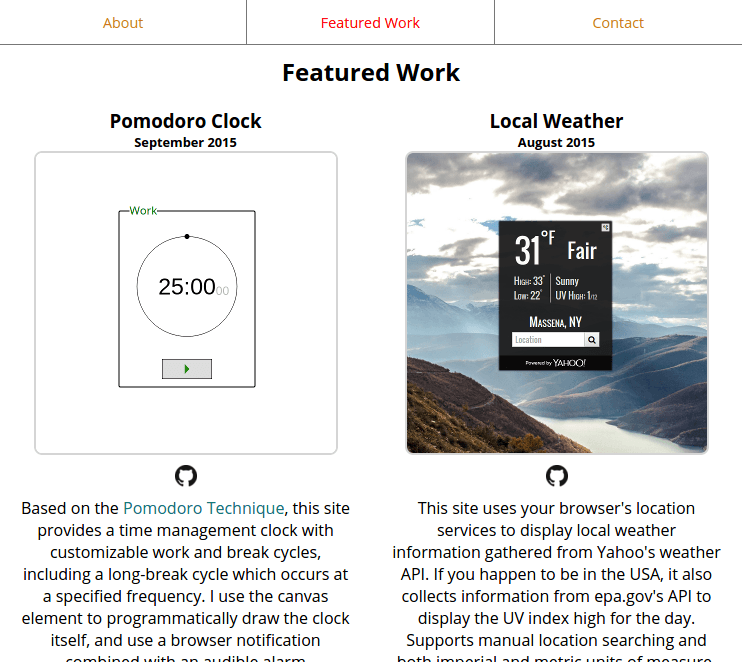 About
Featured Work
Contact
Featured Work
Pomodoro Clock
September 2015
Work
25:00
00
Based on the Pomodoro Technique, this site
provides a time management clock with
customizable work and break cycles,
including a long-break cycle which occurs at
a specified frequency. I use the canvas
element to programmatically draw the clock
itself, and use a browser notification
combined with an audible alarm
Local Weather
August 2015
31°F Fair
High: 33° Sunny
Low: 22° UV High: 1/12
Massena, NY
Location
Powered by YAHOO!
This site uses your browser's location
services to display local weather
information gathered from Yahoo's weather
API. If you happen to be in the USA, it also
collects information from epa.gov's API to
display the UV index high for the day.
Supports manual location searching and
both imperial and metric units of measure